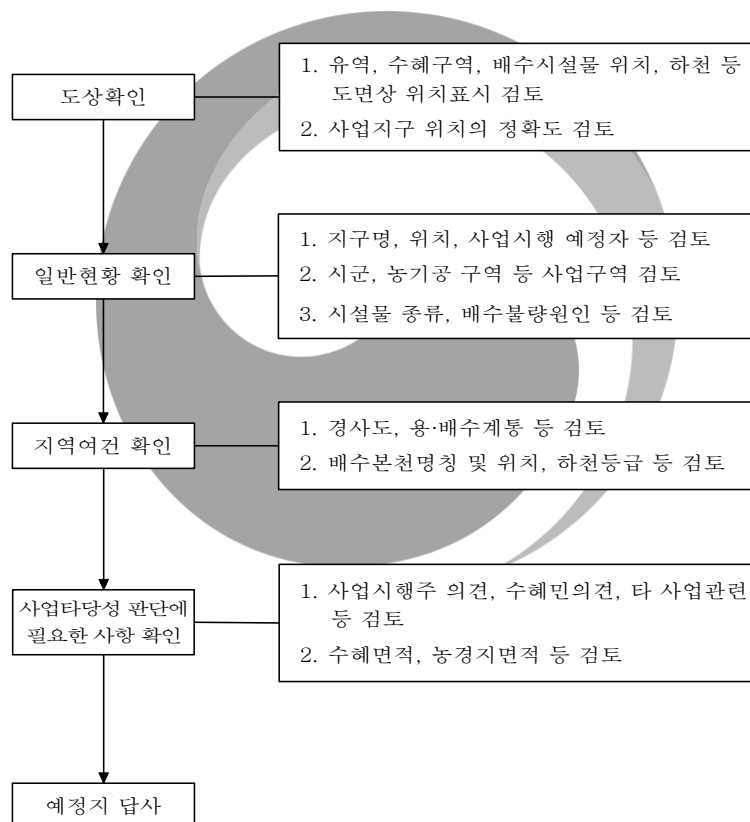 도상확인
1. 유역, 수혜구역, 배수시설물 위치, 하천 등
도면상 위치표시 검토
2. 사업지구 위치의 정확도 검토
일반현황 확인
1. 지구명, 위치, 사업시행 예정자 등 검토
2. 시군, 농기공 구역 등 사업구역 검토
3. 시설물 종류, 배수불량원인 등 검토
지역여건 확인
1. 경사도, 용·배수계통 등 검토
2. 배수본천명칭 및 위치, 하천등급 등 검토
사업타당성 판단에
필요한 사항 확인
1. 사업시행주 의견, 수혜민의견, 타 사업관련
등 검토
2. 수혜면적, 농경지면적 등 검토
예정지 답사